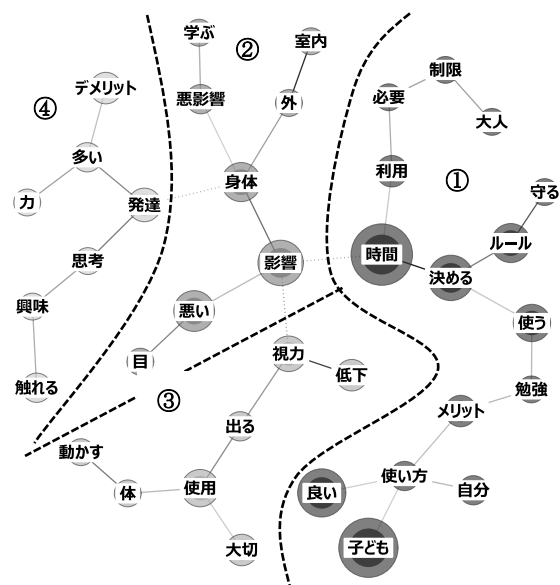 学ぶ
②
室内
④
デメリット
悪影響
外
制限
必要
大人
多い
身体
利用
①
力
発達
守る
思考
影響
時間
ルール
決める
興味
悪い
使う
目
視力
触れる
③
低下
勉強
出る
メリット
動かす
体
使用
良い
使い方
自分
大切
子ども